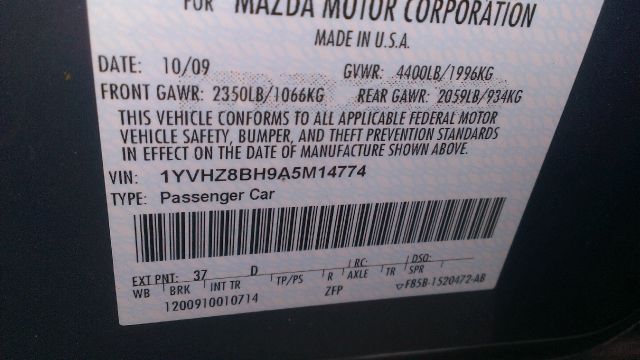 FOR MAZDA MOTOR CORPORATION
MADE IN U.S.A.
DATE: 10/09 GVWR: 4400LB/1996KG
FRONT GAWR: 2350LB/1066KG REAR GAWR: 2059LB/934KG
THIS VEHICLE CONFORMS TO ALL APPLICABLE FEDERAL MOTOR
VEHICLE SAFETY, BUMPER, AND THEFT PREVENTION STANDARDS
IN EFFECT ON THE DATE OF MANUFACTURE SHOWN ABOVE.
VIN: 1YVHZ8BH9A5M14774
TYPE: Passenger Car
EXT PNT: 37 D RC: DSO:
WB BRK INT TR TP/PS R AXLE TR SPR
1200910010714 ZFP F85B-1520472-AB